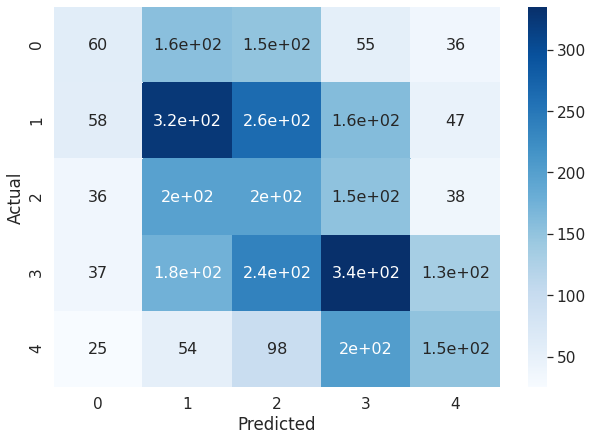 0 60 1.6e+02 1.5e+02 55 36
1 58 3.2e+02 2.6e+02 1.6e+02 47
2 36 2e+02 2e+02 1.5e+02 38
3 37 1.8e+02 2.4e+02 3.4e+02 1.3e+02
4 25 54 98 2e+02 1.5e+02
0 1 2 3 4
Predicted
Actual
300
250
200
150
100
50